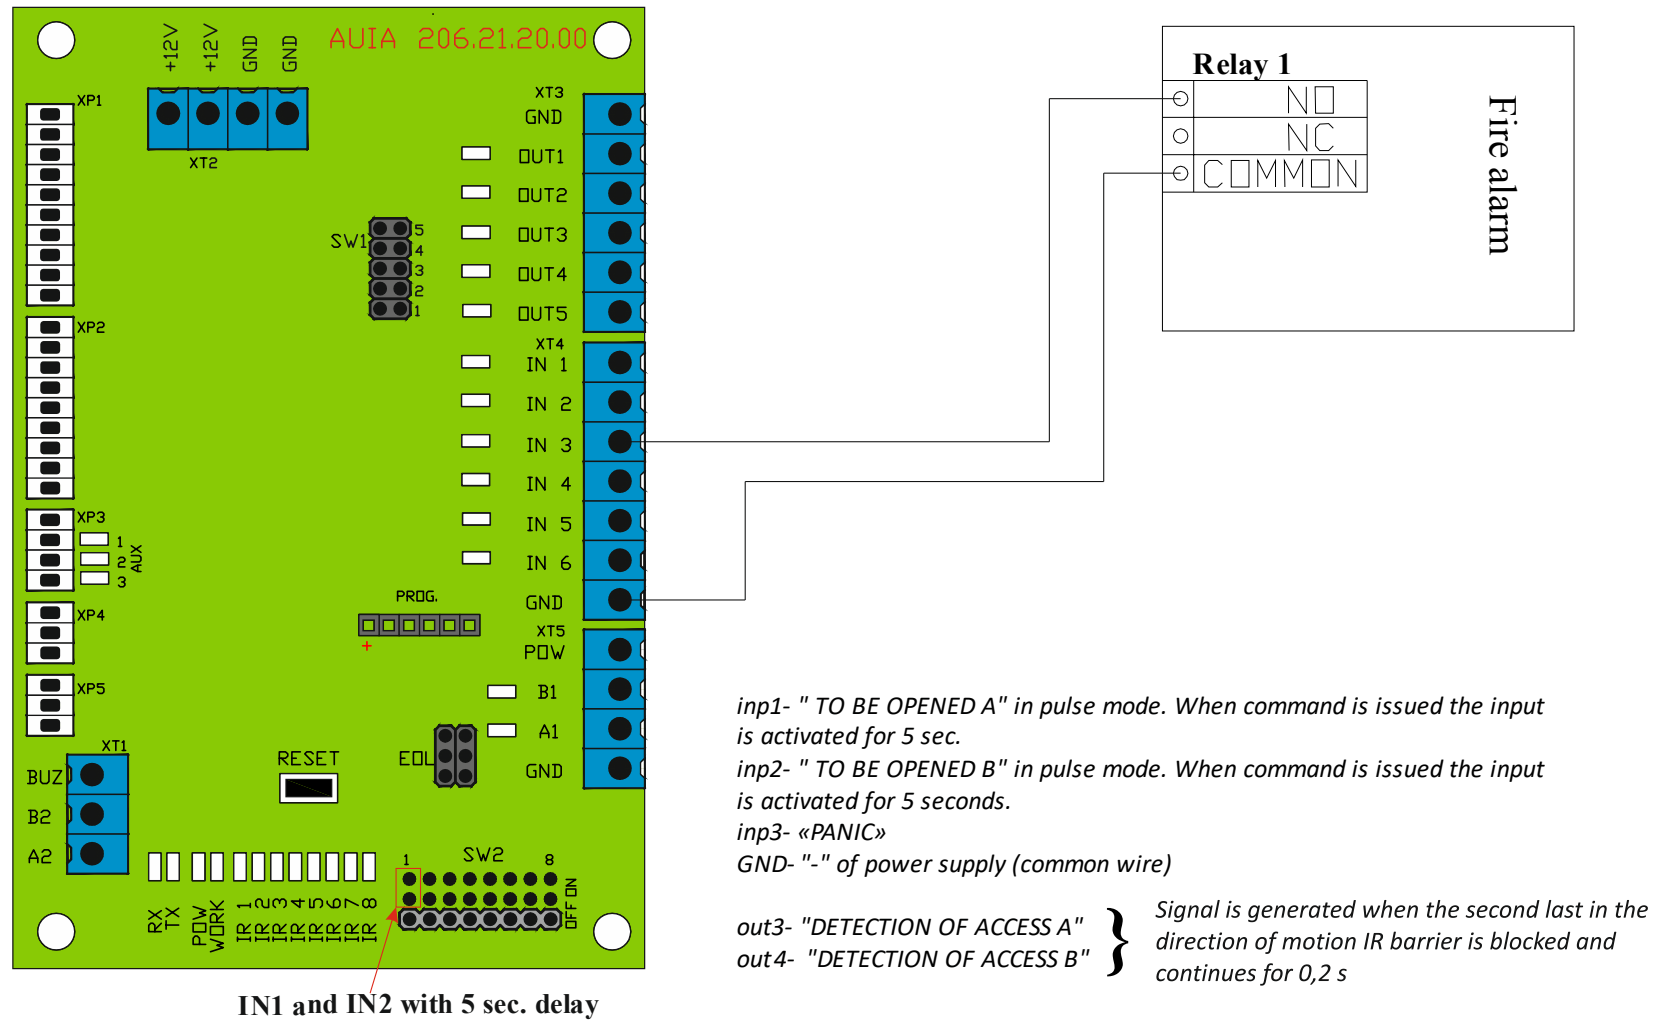 AUIA 206.21.20.00
+12V
+12V
GND
GND
XT2
XP1
XP2
XP3
1
2
3
AUX
XP4
XP5
XT1
BUZ
B2
A2
SW1
5
4
3
2
1
XT3
GND
OUT1
OUT2
OUT3
OUT4
OUT5
XT4
IN 1
IN 2
IN 3
IN 4
IN 5
IN 6
GND
PROG.
+
XT5
POW
B1
A1
GND
EOL
RESET
RX
TX
POW
WORK
IR 1
IR 2
IR 3
IR 4
IR 5
IR 6
IR 7
IR 8
1
SW2
8
OFF ON
IN1 and IN2 with 5 sec. delay
Relay 1
NO
NC
COMMON
Fire alarm
inp1- " TO BE OPENED A" in pulse mode. When command is issued the input
is activated for 5 sec.
inp2- " TO BE OPENED B" in pulse mode. When command is issued the input
is activated for 5 seconds.
inp3- «PANIC»
GND- "-" of power supply (common wire)
out3- "DETECTION OF ACCESS A"
out4- "DETECTION OF ACCESS B"
}
Signal is generated when the second last in the
direction of motion IR barrier is blocked and
continues for 0,2 s